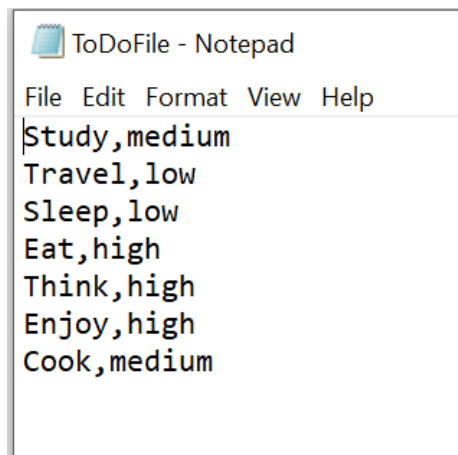 ToDoFile - Notepad
File Edit Format View Help
Study,medium
Travel,low
Sleep,low
Eat,high
Think,high
Enjoy,high
Cook,medium